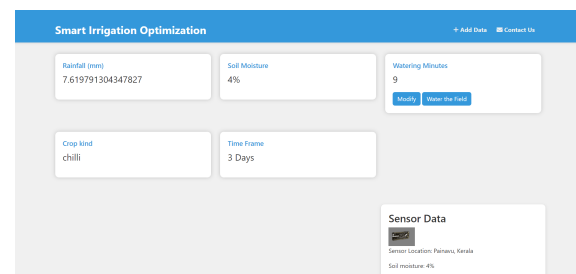 Smart Irrigation Optimization
+ Add Data Contact Us
Rainfall (mm)
7.619791304347827
Soil Moisture
4%
Watering Minutes
9
Modify Water the Field
Crop kind
chilli
Time Frame
3 Days
Sensor Data
Sensor Location: Painavu, Kerala
Soil moisture: 4%